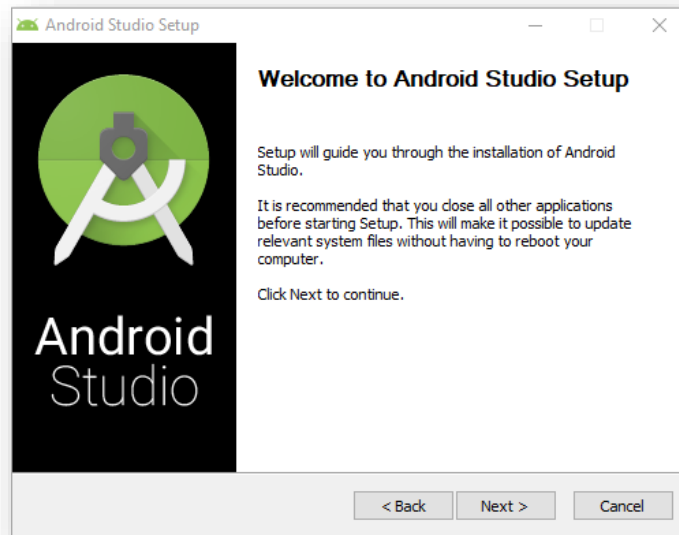 Android Studio Setup
Welcome to Android Studio Setup
Setup will guide you through the installation of Android
Studio.
It is recommended that you close all other applications
before starting Setup. This will make it possible to update
relevant system files without having to reboot your
computer.
Click Next to continue.
Android
Studio
< Back
Next >
Cancel